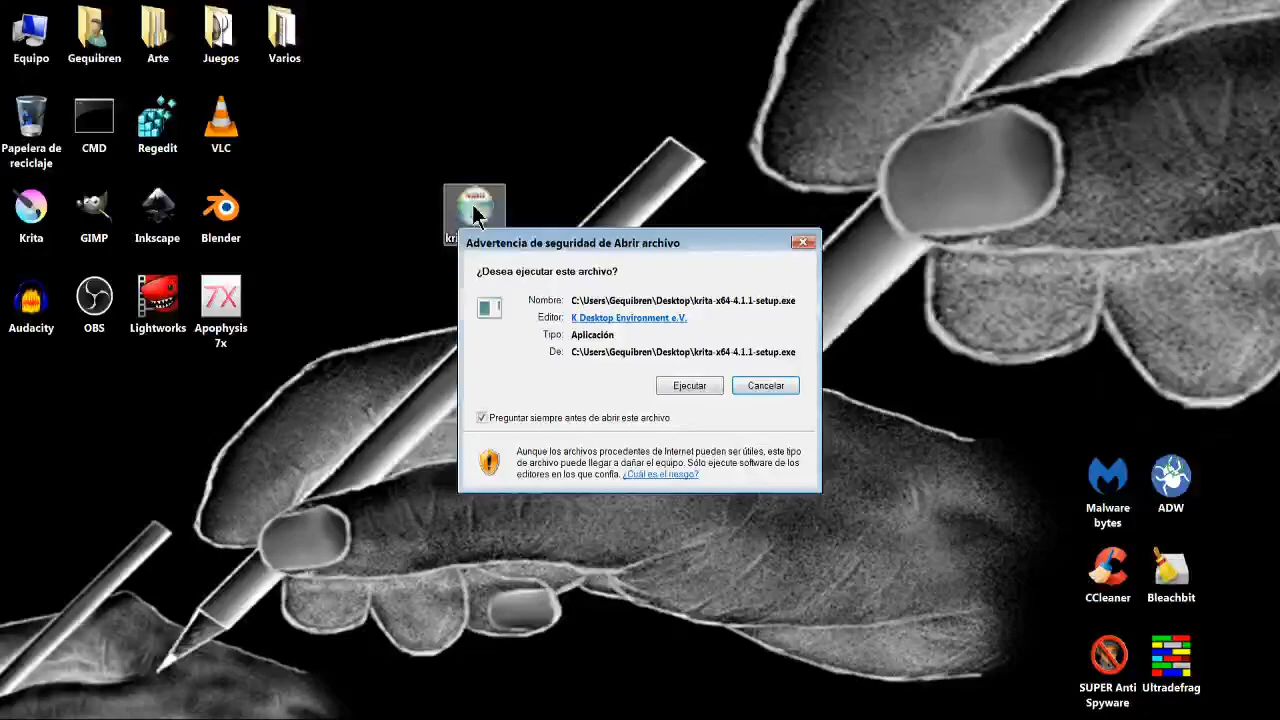 Equipo
Gequibren
Arte
Juegos
Varios
Papelera de
reciclaje
CMD
Regedit
VLC
Krita
GIMP
Inkscape
Blender
Audacity
OBS
Lightworks
Apophysis
7x
Advertencia de seguridad de Abrir archivo
¿Desea ejecutar este archivo?
Nombre: C:\Users\Gequibren\Desktop\krita-x64-4.1.1-setup.exe
Editor: K Desktop Environment e.V.
Tipo: Aplicación
De: C:\Users\Gequibren\Desktop\krita-x64-4.1.1-setup.exe
Ejecutar
Cancelar
Preguntar siempre antes de abrir este archivo
Aunque los archivos procedentes de Internet pueden ser útiles, este tipo
de archivo puede llegar a dañar el equipo. Sólo ejecute software de los
editores en los que confía. ¿Cuál es el riesgo?
Malware
bytes
ADW
CCleaner
Bleachbit
SUPER Anti
Spyware
Ultradefrag